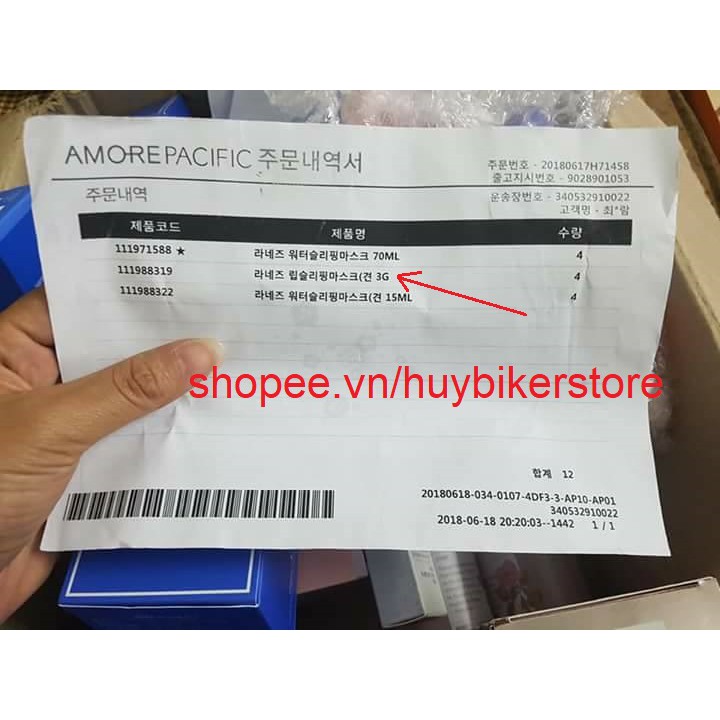 AMOREPACIFIC 주문내역서
주문번호 - 20180617H71458
출고지시번호 - 9028901053
주문내역
운송장번호 - 340532910022
고객명 - 최*람
제품코드 제품명 수량
111971588 ★ 라네즈 워터슬리핑마스크 70ML 4
111988319 라네즈 립슬리핑마스크(견 3G 4
111988322 라네즈 워터슬리핑마스크(견 15ML 4
shopee.vn/huybikerstore
합계 12
20180618-034-0107-4DF3-3-AP10-AP01
340532910022
2018-06-18 20:20:03--1442 1 / 1